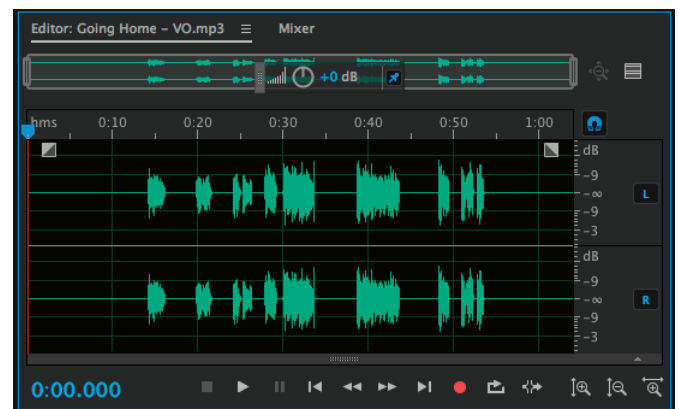 Editor: Going Home – VO.mp3 ≡ Mixer
+0 dB
hms 0:10 0:20 0:30 0:40 0:50 1:00
dB
-9
-∞ L
-9
-3
dB
-9
-∞ R
-9
-3
0:00.000